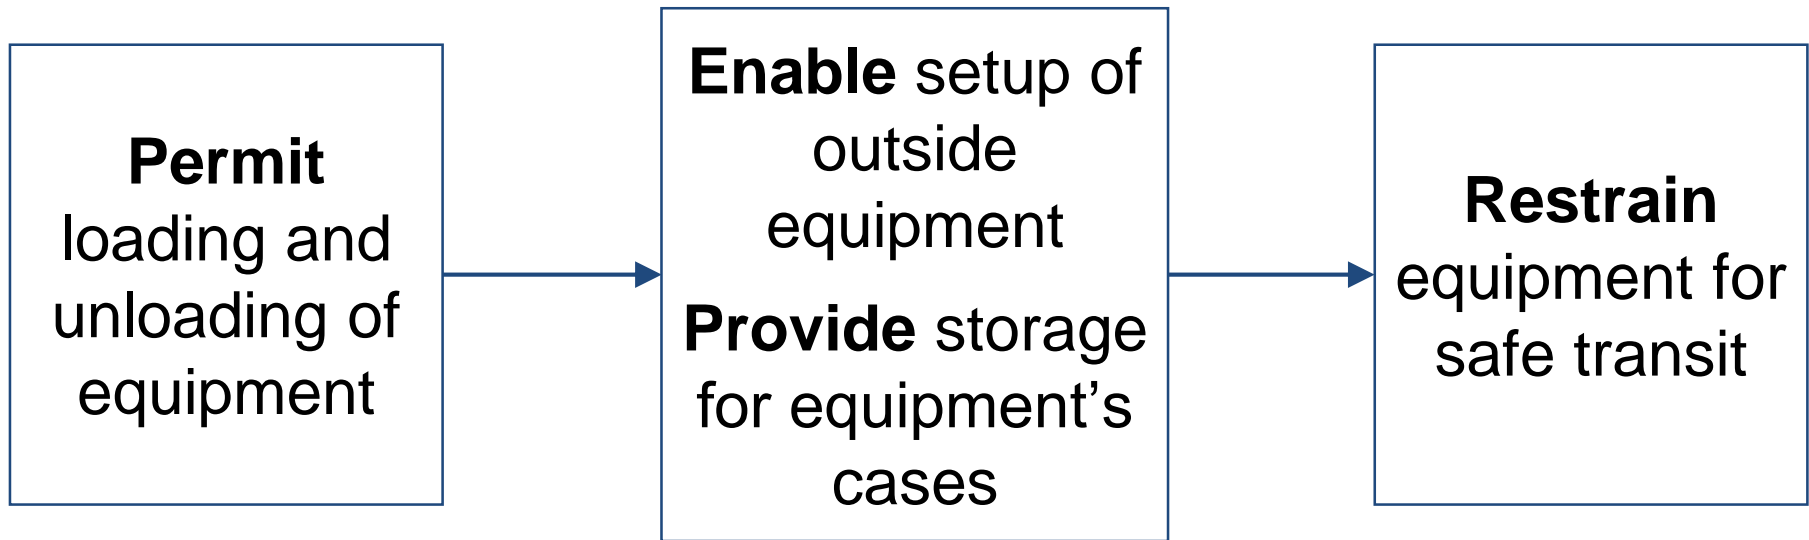 Permit
loading and
unloading of
equipment
Enable setup of
outside
equipment
Provide storage
for equipment’s
cases
Restrain
equipment for
safe transit